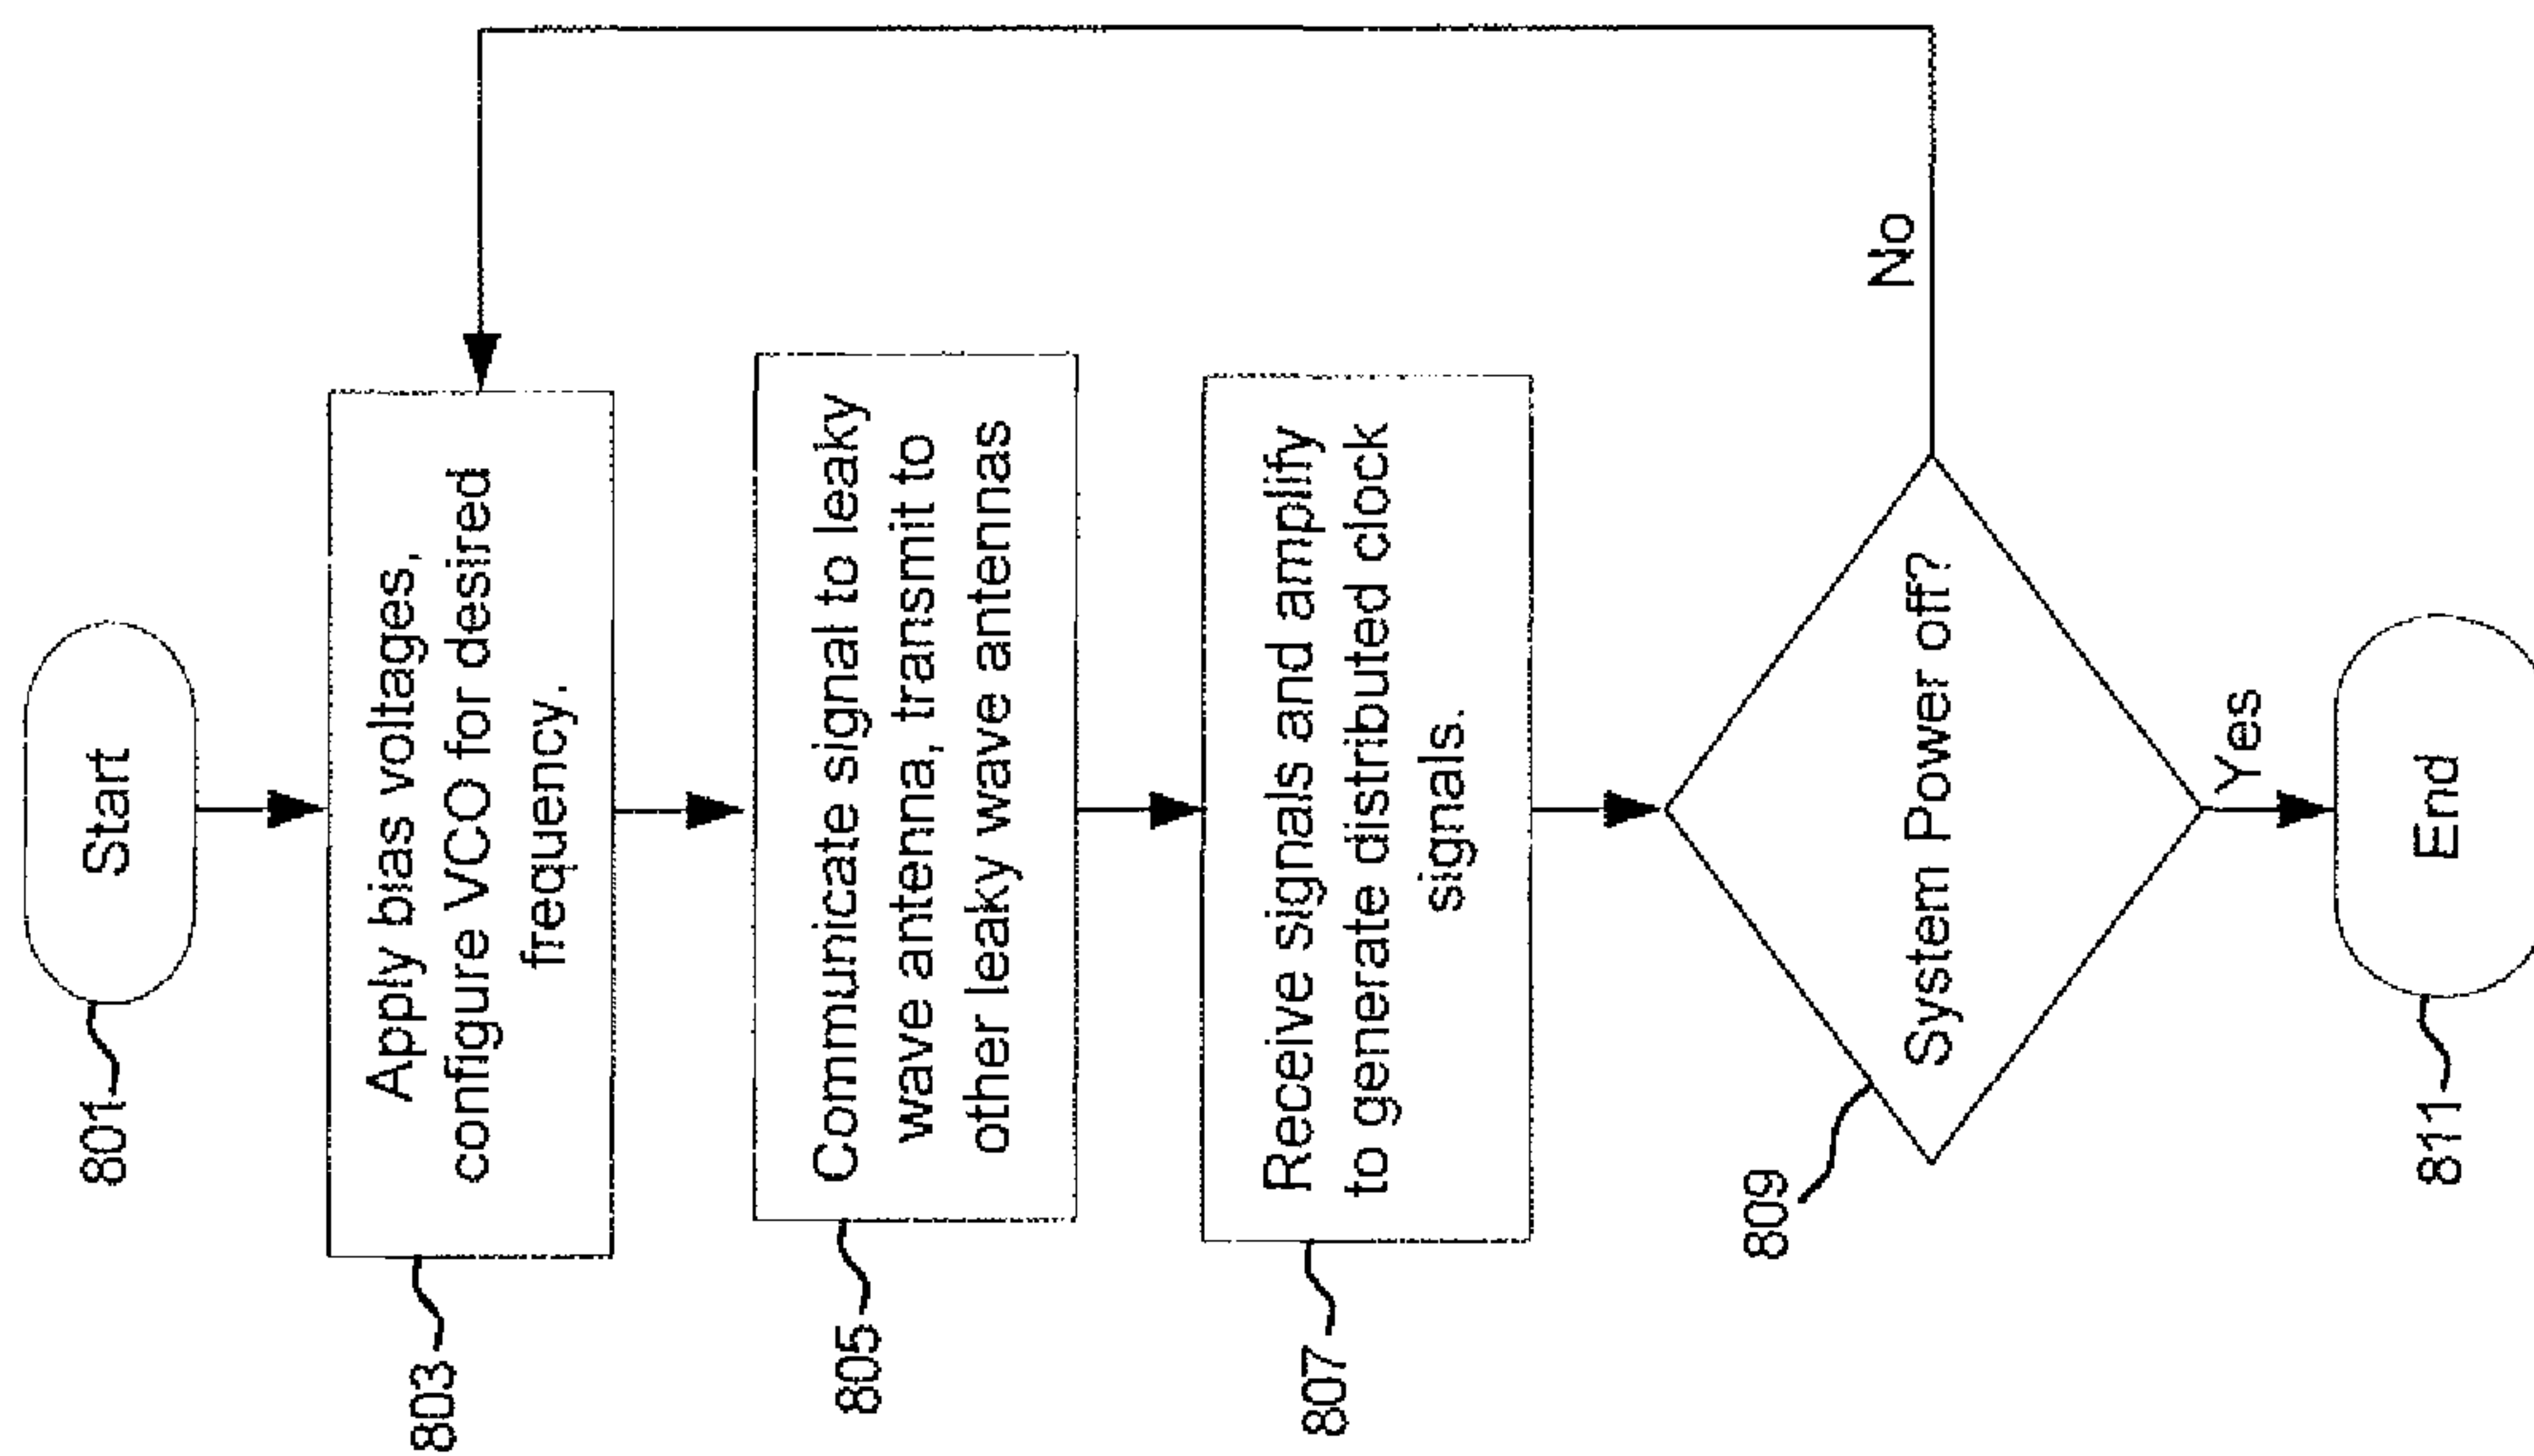 801
Start
803
Apply bias voltages,
configure VCO for desired
frequency.
805
Communicate signal to leaky
wave antenna, transmit to
other leaky wave antennas
807
Receive signals and amplify
to generate distributed clock
signals.
809
System Power off?
No
Yes
811
End